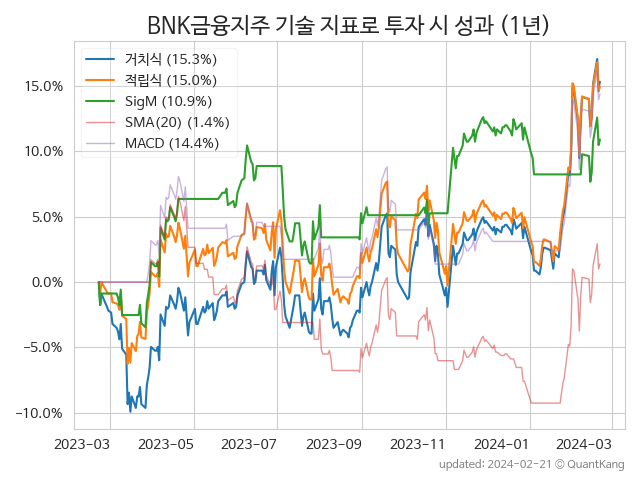 BNK금융지주 기술 지표로 투자 시 성과 (1년)
거치식 (15.3%)
적립식 (15.0%)
SigM (10.9%)
SMA(20) (1.4%)
MACD (14.4%)
15.0%
10.0%
5.0%
0.0%
−5.0%
−10.0%
2023-03 2023-05 2023-07 2023-09 2023-11 2024-01 2024-03
updated: 2024-02-21 © QuantKang